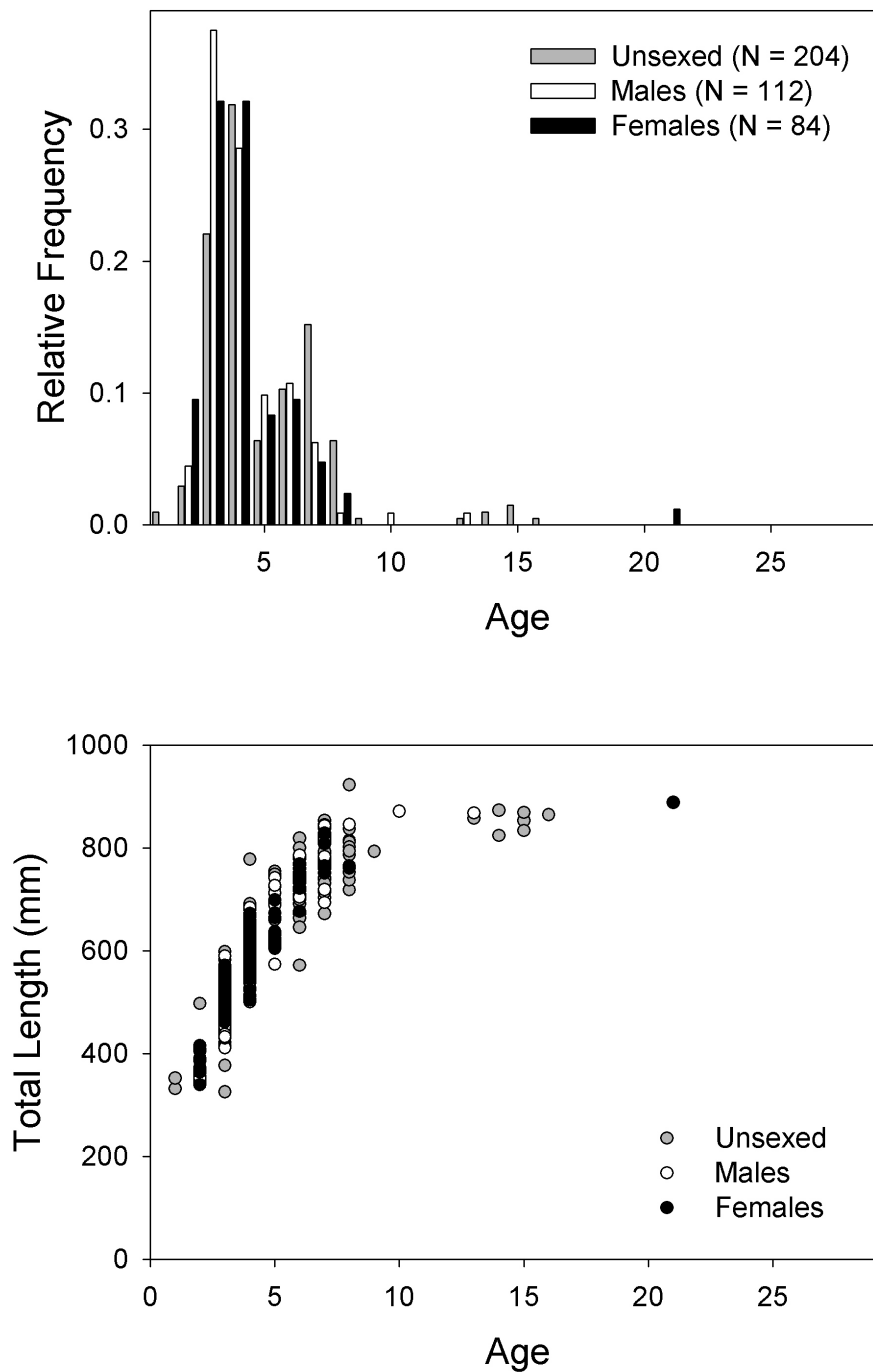 Unsexed (N = 204)
Males (N = 112)
Females (N = 84)
Relative Frequency
0.3
0.2
0.1
0.0
5 10 15 20 25
Age
Total Length (mm)
1000
800
600
400
200
0
Unsexed
Males
Females
0 5 10 15 20 25
Age